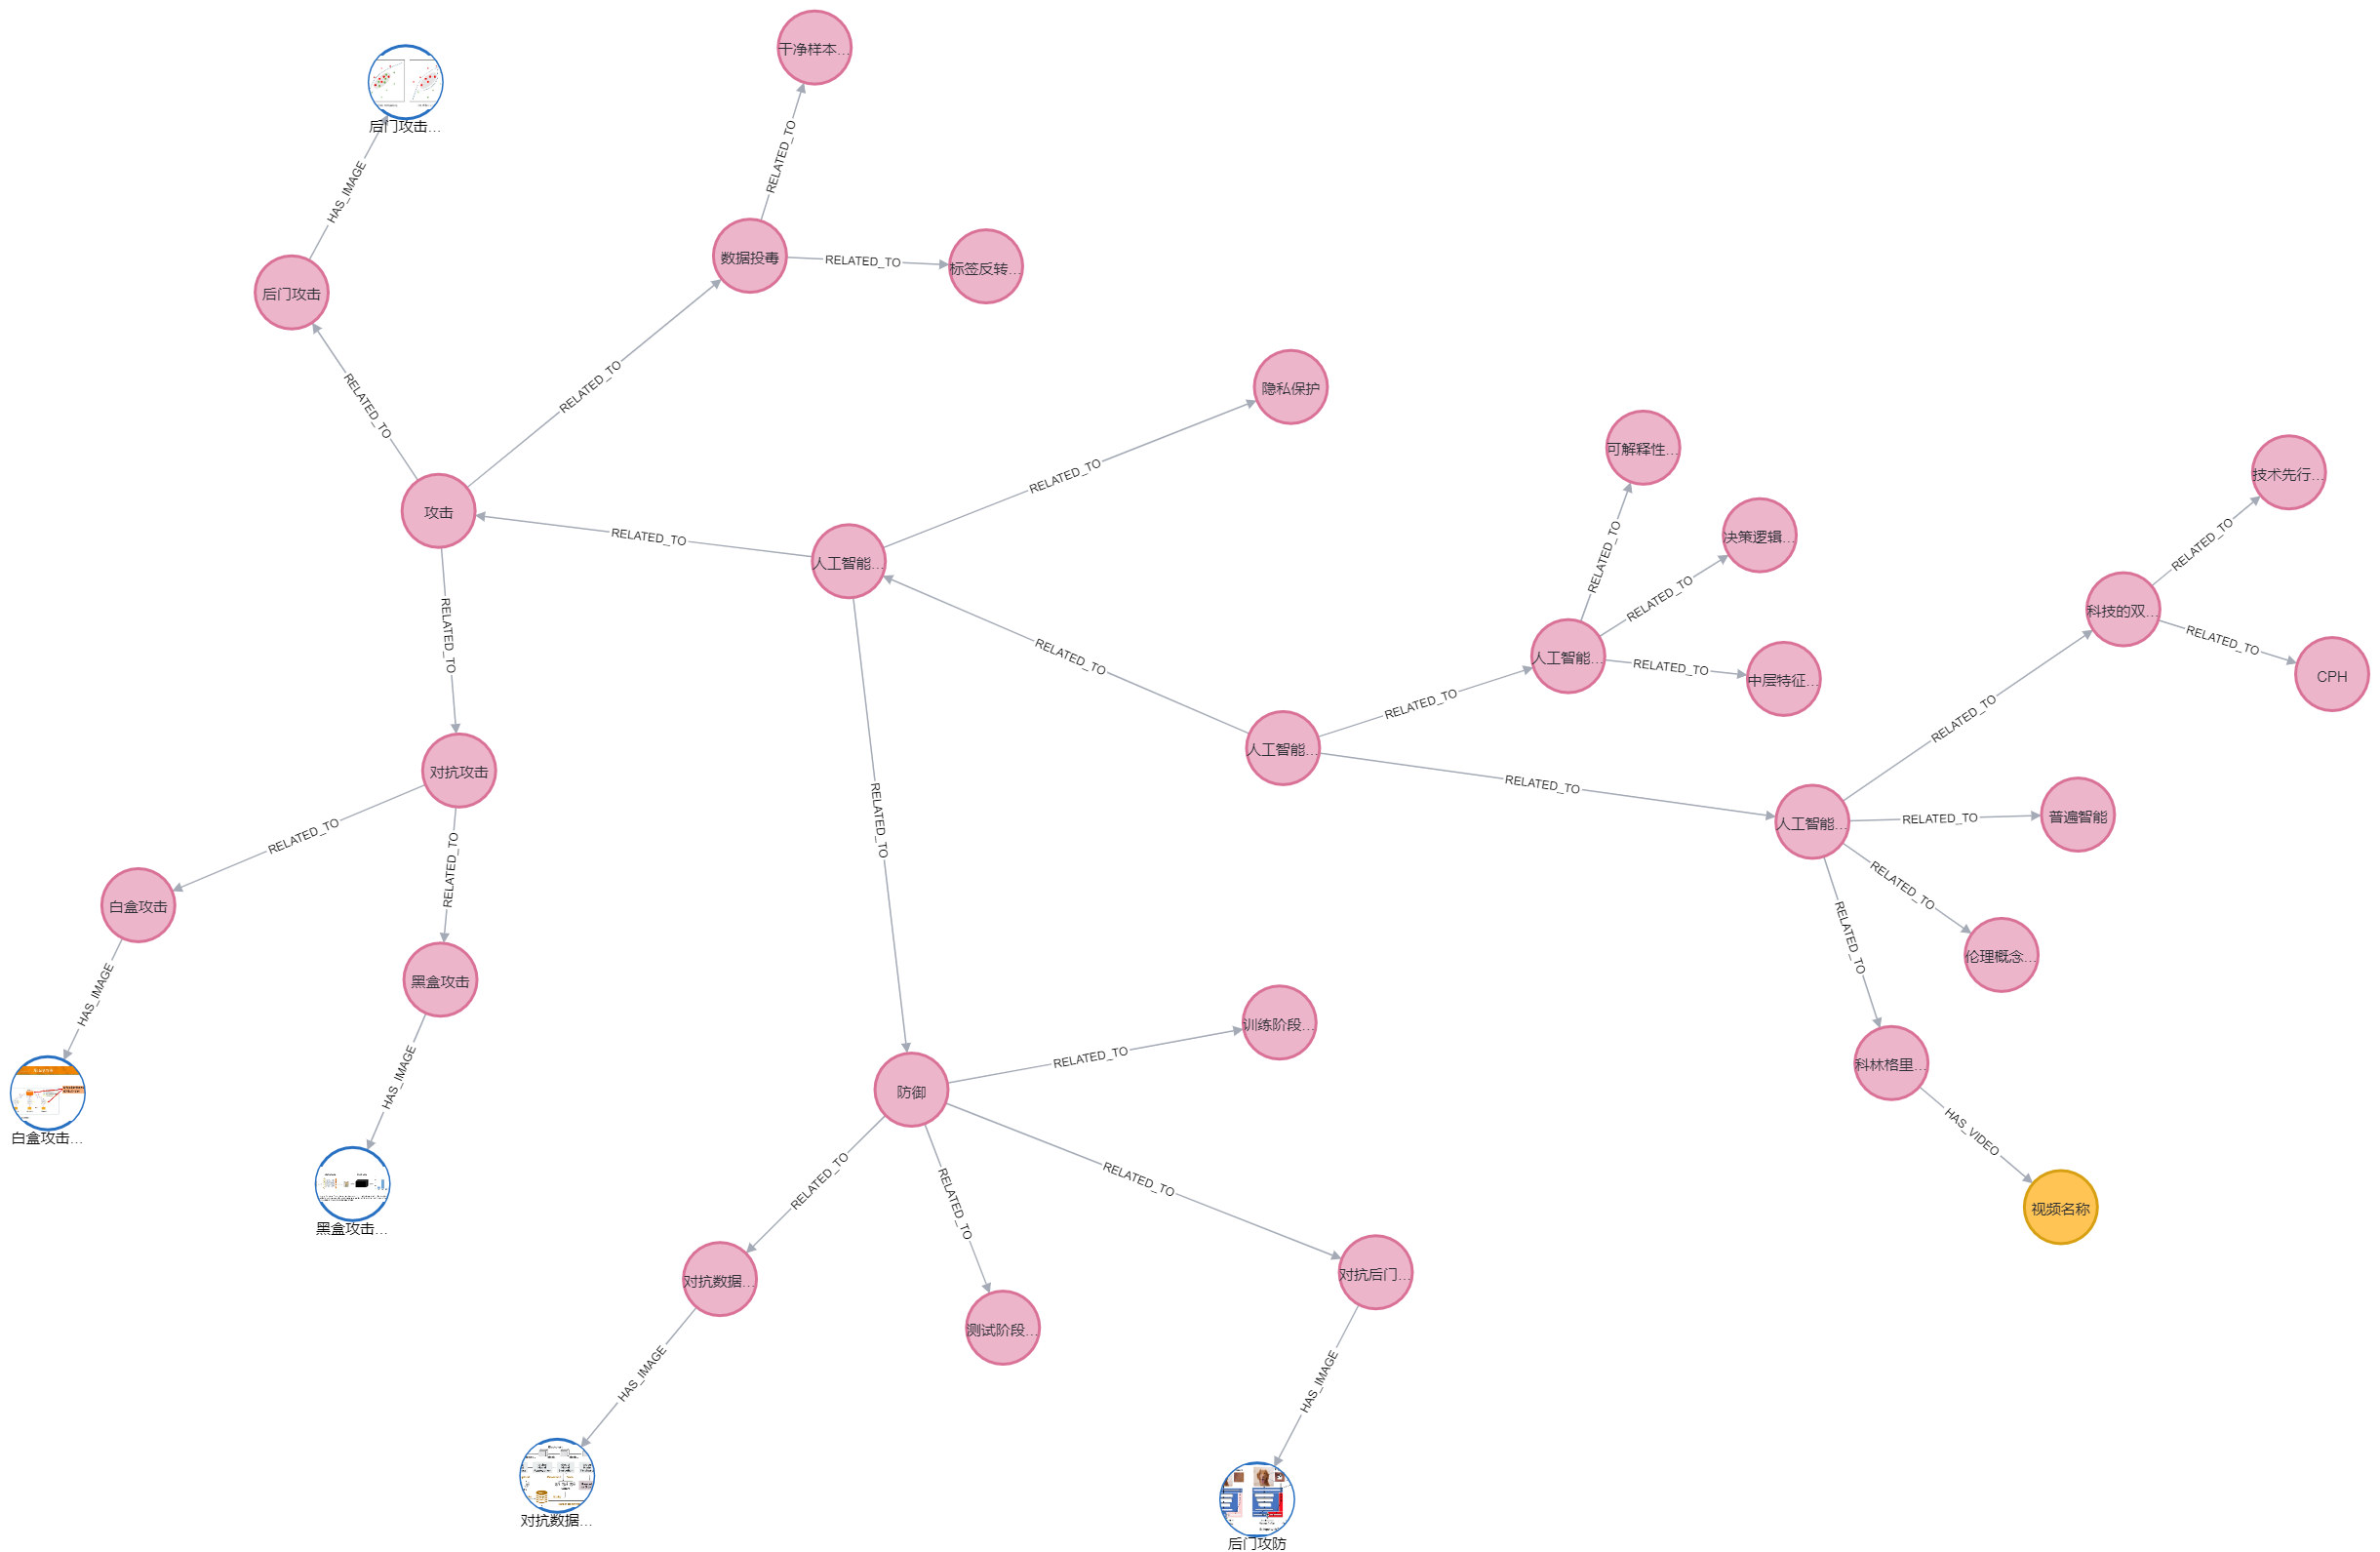 干净样本...
后门攻击...
HAS_IMAGE
RELATED_TO
数据投毒
RELATED_TO
标签反转...
后门攻击
RELATED_TO
RELATED_TO
隐私保护
RELATED_TO
可解释性...
技术先行...
攻击
RELATED_TO
人工智能...
RELATED_TO
决策逻辑...
RELATED_TO
RELATED_TO
科技的双...
RELATED_TO
RELATED_TO
RELATED_TO
人工智能...
RELATED_TO
中层特征...
CPH
RELATED_TO
RELATED_TO
人工智能...
对抗攻击
RELATED_TO
RELATED_TO
RELATED_TO
人工智能...
RELATED_TO
普遍智能
RELATED_TO
RELATED_TO
RELATED_TO
白盒攻击
RELATED_TO
伦理概念...
黑盒攻击
HAS_IMAGE
训练阶段...
RELATED_TO
科林格里...
HAS_IMAGE
防御
HAS_VIDEO
白盒攻击...
RELATED_TO
RELATED_TO
RELATED_TO
黑盒攻击...
视频名称
对抗数据...
测试阶段...
对抗后门...
HAS_IMAGE
HAS_IMAGE
对抗数据...
后门攻防